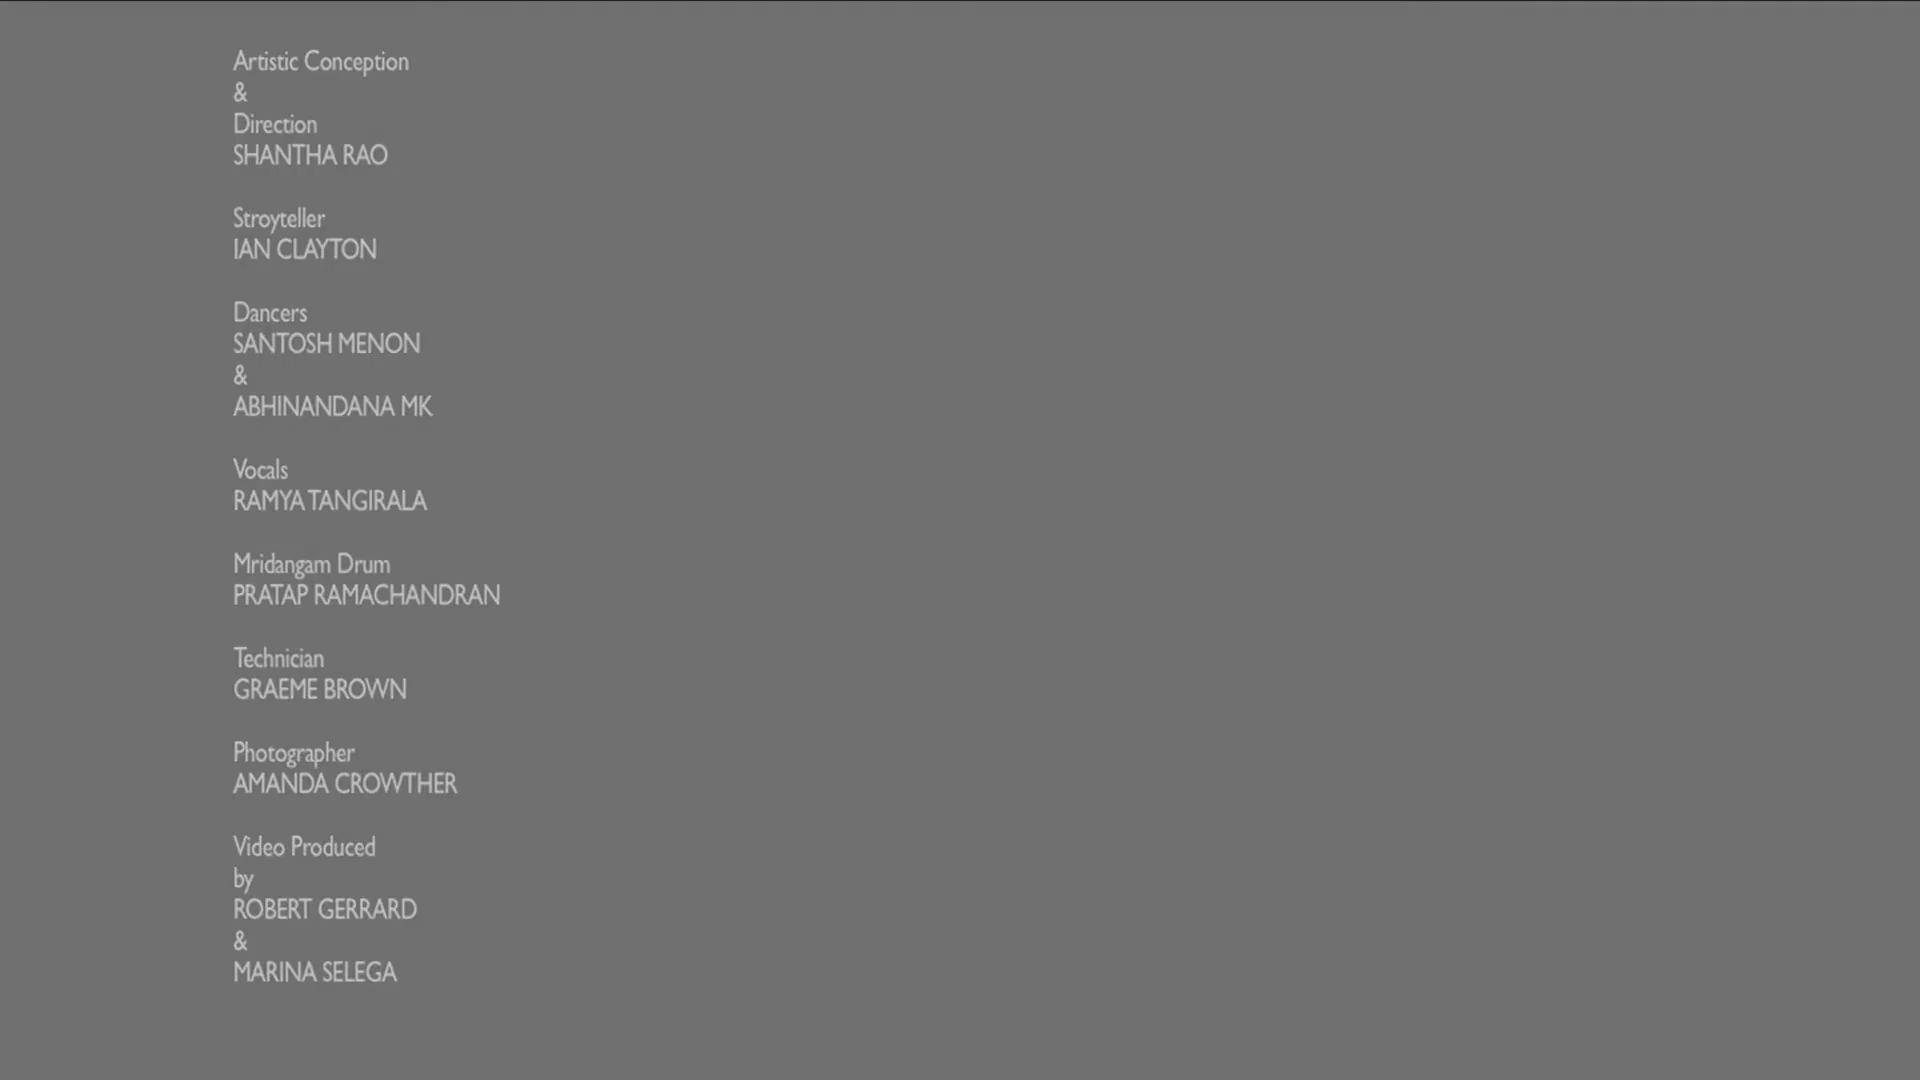 Artistic Conception
&
Direction
SHANTHA RAO
Stroyteller
IAN CLAYTON
Dancers
SANTOSH MENON
&
ABHINANDANA MK
Vocals
RAMYA TANGIRALA
Mridangam Drum
PRATAP RAMACHANDRAN
Technician
GRAEME BROWN
Photographer
AMANDA CROWTHER
Video Produced
by
ROBERT GERRARD
&
MARINA SELEGA